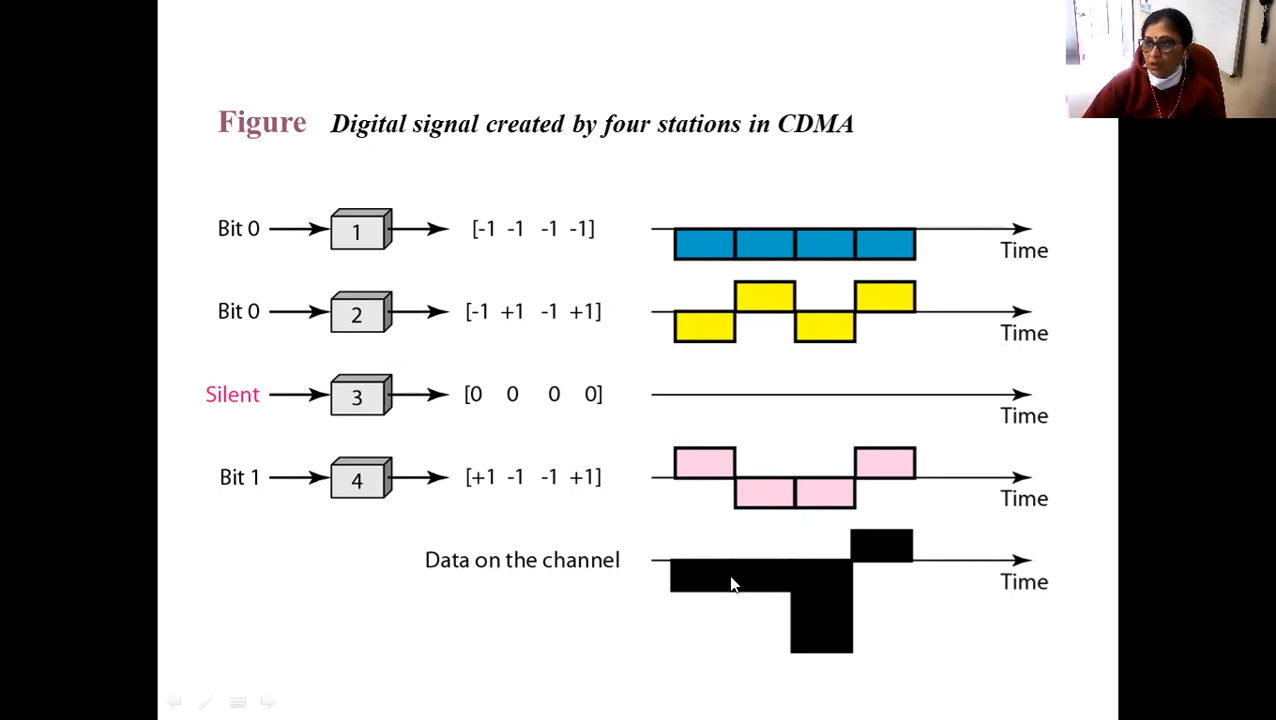 Figure Digital signal created by four stations in CDMA
Bit 0 1 [-1 -1 -1 -1] Time
Bit 0 2 [-1 +1 -1 +1] Time
Silent 3 [0 0 0 0] Time
Bit 1 4 [+1 -1 -1 +1] Time
Data on the channel Time